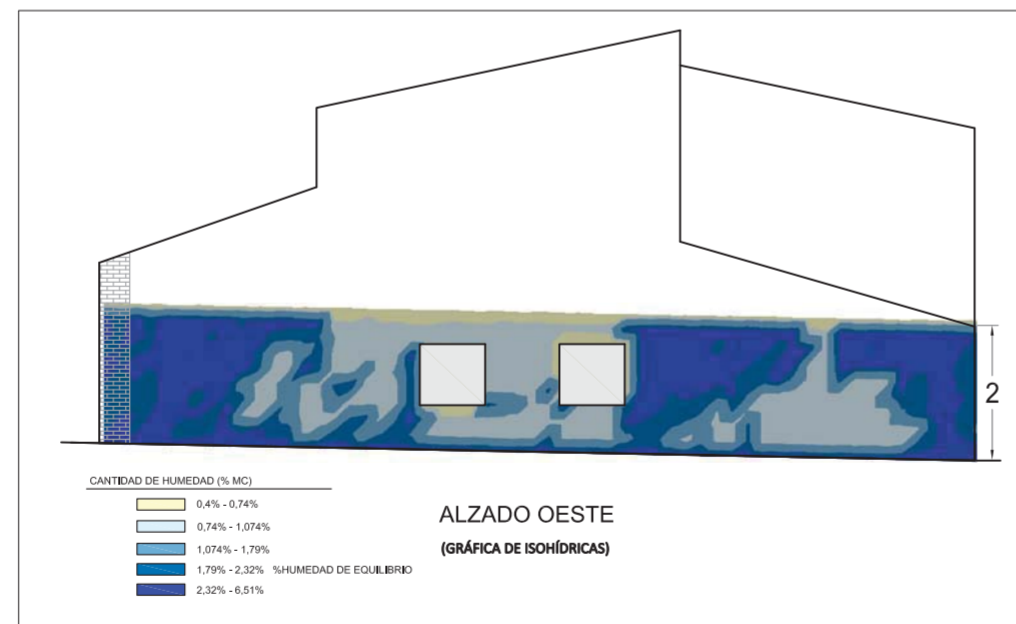 2
CANTIDAD DE HUMEDAD (% MC)
0,4% - 0,74%
0,74% - 1,074%
1,074% - 1,79%
1,79% - 2,32% %HUMEDAD DE EQUILIBRIO
2,32% - 6,51%
ALZADO OESTE
(GRÁFICA DE ISOHÍDRICAS)